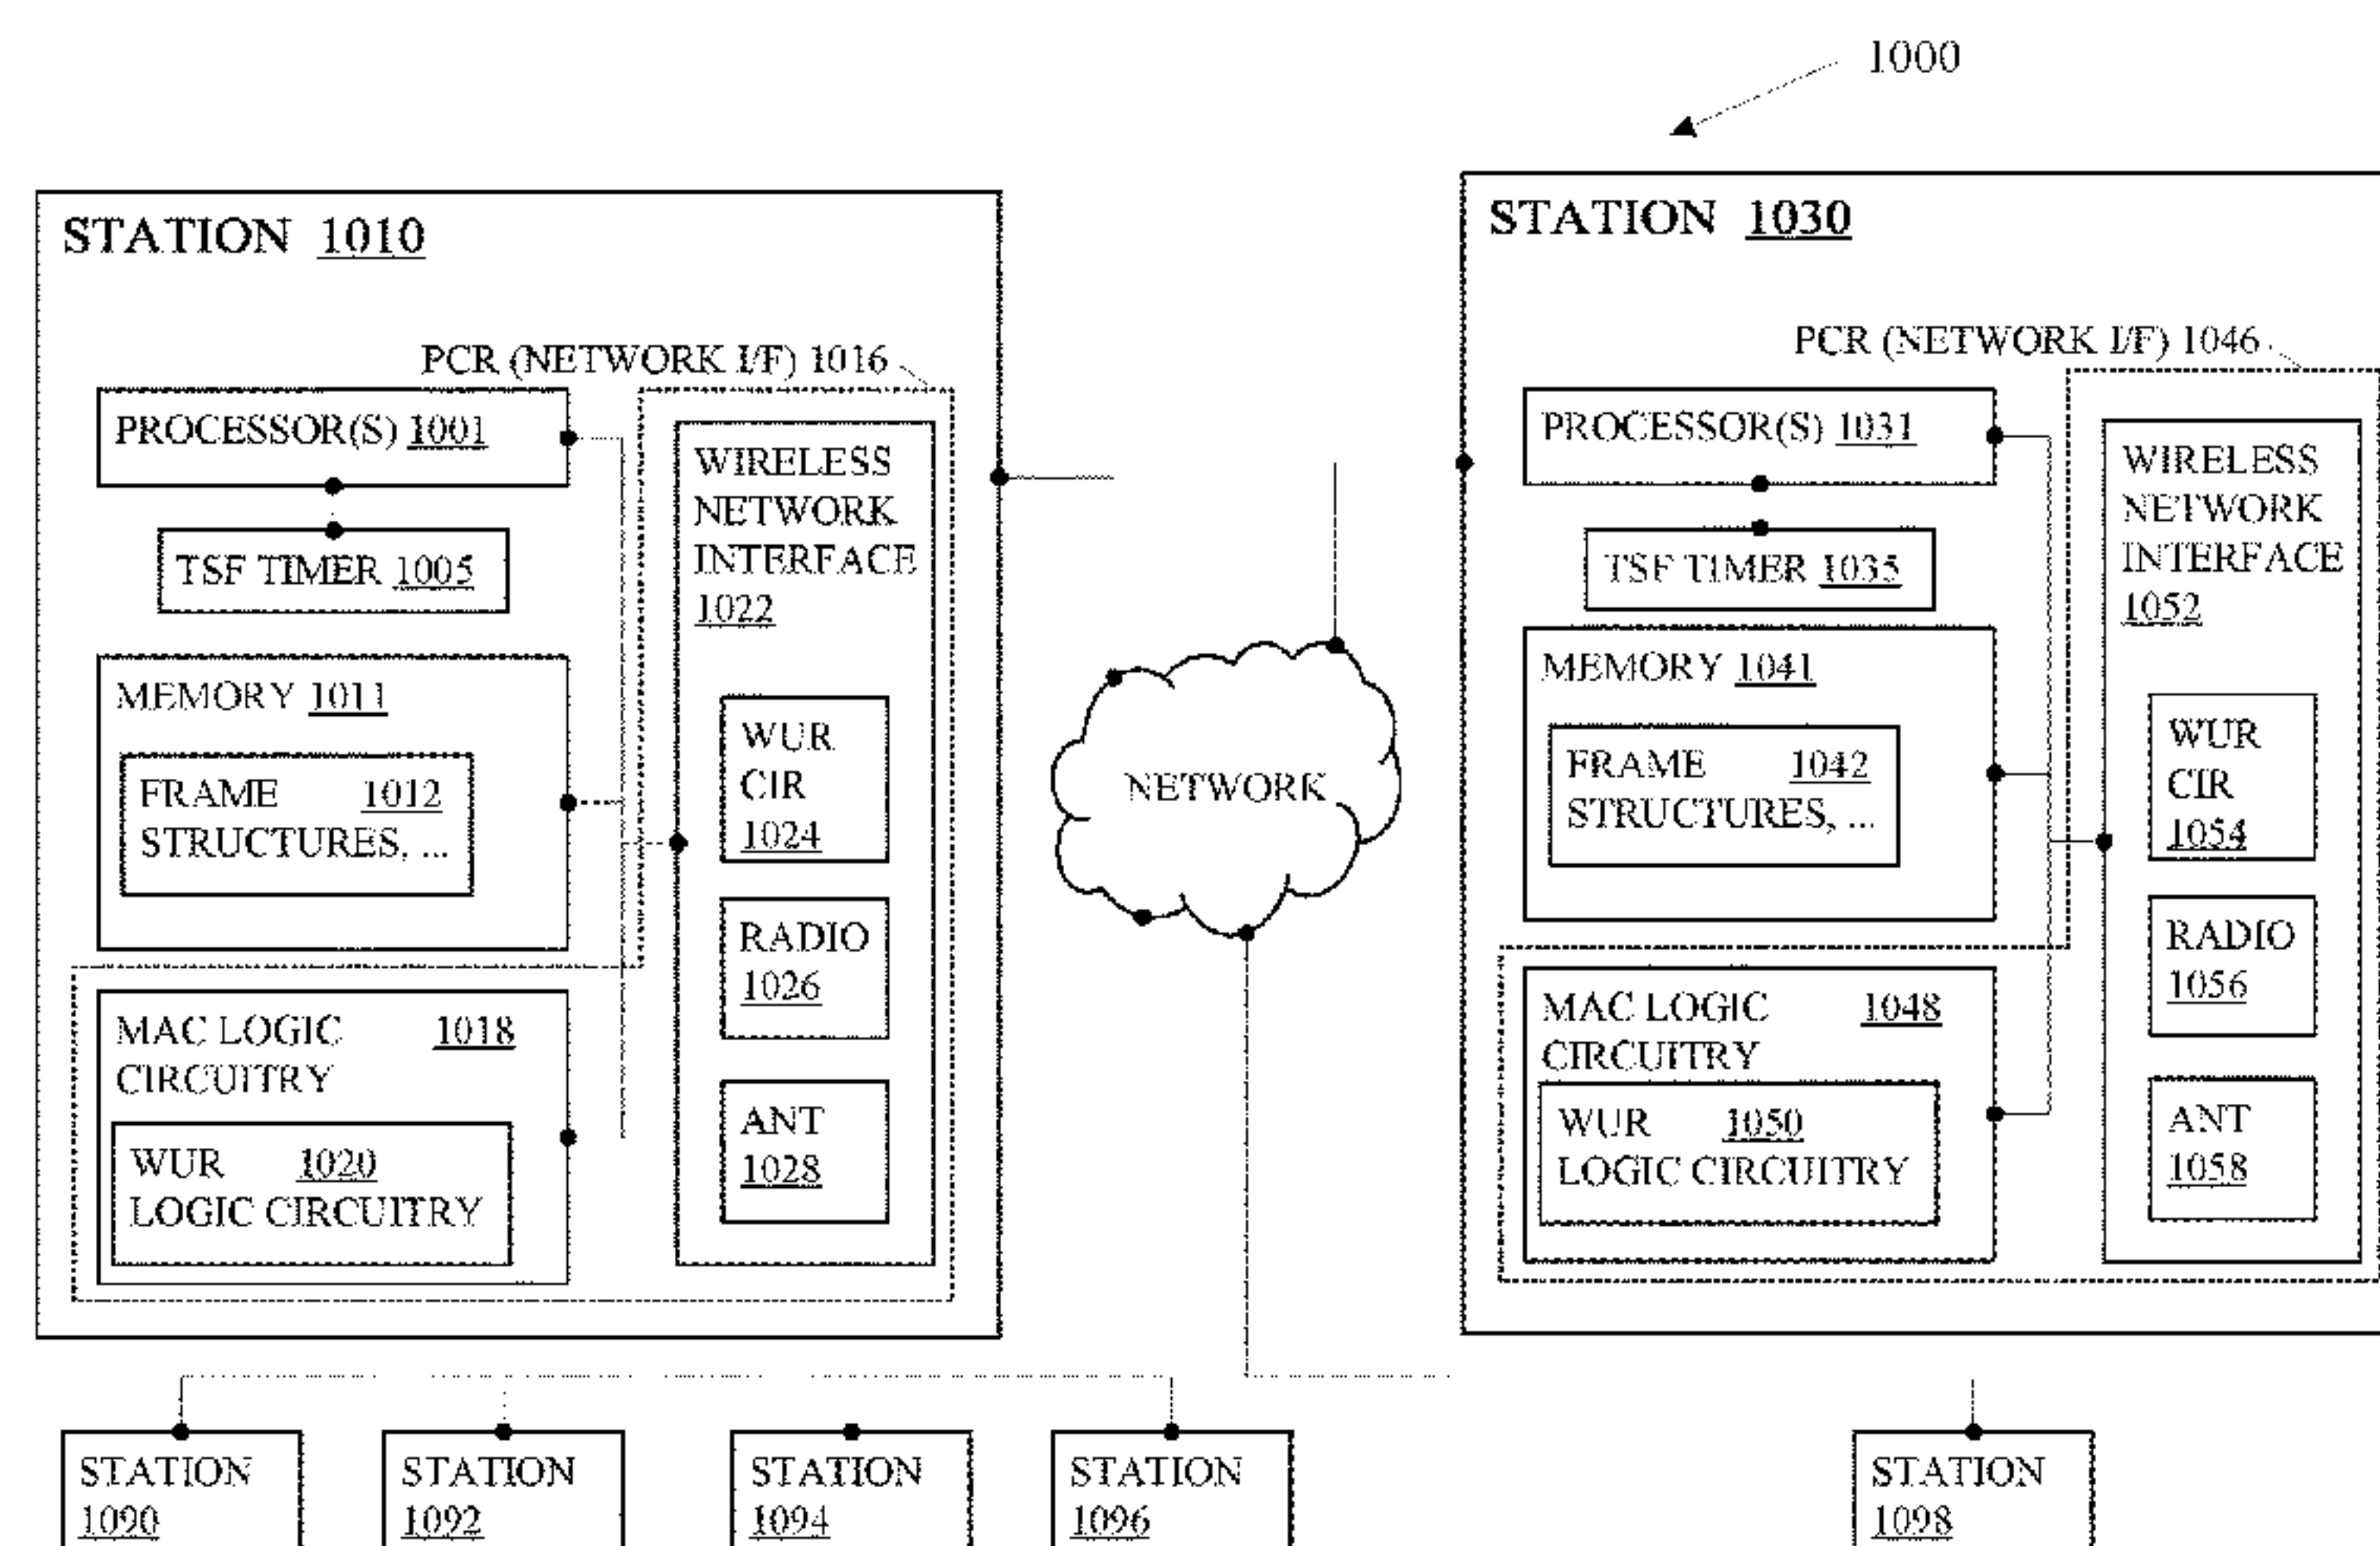 1000
STATION 1010
PCR (NETWORK I/F) 1016
PROCESSOR(S) 1001
TSF TIMER 1005
MEMORY 1011
FRAME 1012
STRUCTURES, ...
MAC LOGIC 1018
CIRCUITRY
WUR 1020
LOGIC CIRCUITRY
WIRELESS
NETWORK
INTERFACE
1022
WUR
CIR
1024
RADIO
1026
ANT
1028
NETWORK
STATION 1030
PCR (NETWORK I/F) 1046
PROCESSOR(S) 1031
TSF TIMER 1035
MEMORY 1041
FRAME 1042
STRUCTURES, ...
MAC LOGIC 1048
CIRCUITRY
WUR 1050
LOGIC CIRCUITRY
WIRELESS
NETWORK
INTERFACE
1052
WUR
CIR
1054
RADIO
1056
ANT
1058
STATION
1090
STATION
1092
STATION
1094
STATION
1096
STATION
1098